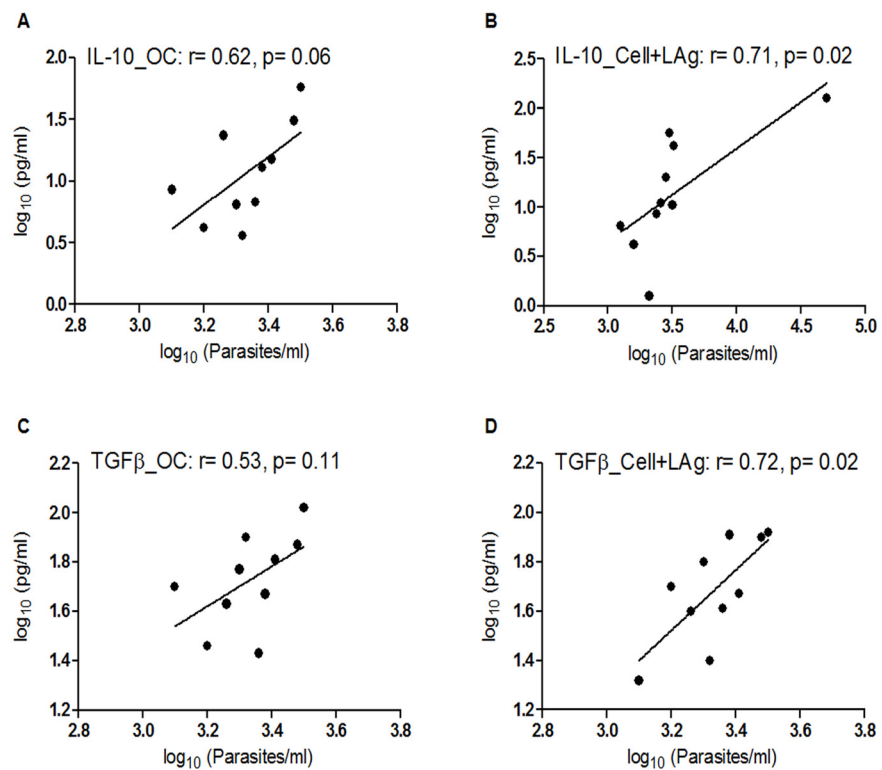 A
IL-10_OC: r= 0.62, p= 0.06
2.0
1.5
1.0
0.5
0.0
log10 (pg/ml)
2.8 3.0 3.2 3.4 3.6 3.8
log10 (Parasites/ml)
B
IL-10_Cell+LAg: r= 0.71, p= 0.02
2.5
2.0
1.5
1.0
0.5
0.0
log10 (pg/ml)
2.5 3.0 3.5 4.0 4.5 5.0
log10 (Parasites/ml)
C
TGFβ_OC: r= 0.53, p= 0.11
2.2
2.0
1.8
1.6
1.4
1.2
log10 (pg/ml)
2.8 3.0 3.2 3.4 3.6 3.8
log10 (Parasites/ml)
D
TGFβ_Cell+LAg: r= 0.72, p= 0.02
2.2
2.0
1.8
1.6
1.4
1.2
log10 (pg/ml)
2.8 3.0 3.2 3.4 3.6 3.8
log10 (Parasites/ml)